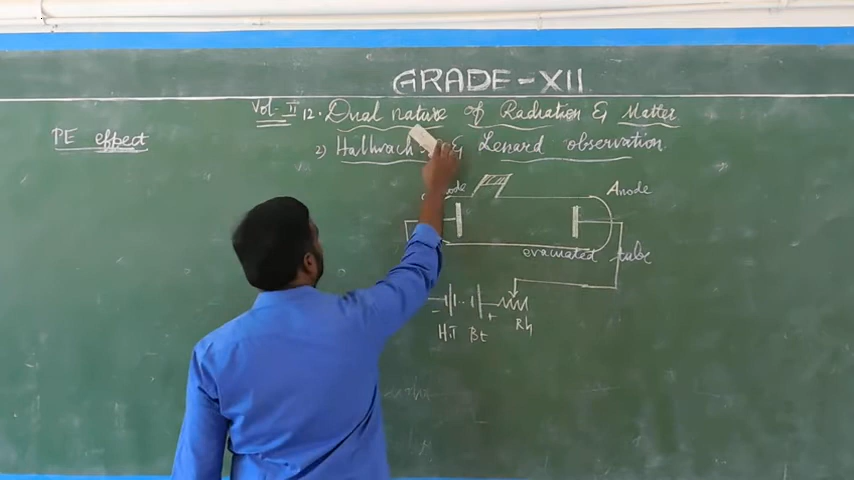 GRADE - XII
Vol - II 12. Dual nature of Radiation & Matter
PE effect
2) Hallwach & Lenard observation
Anode
evacuated tube
- +
H.T Bt Rh